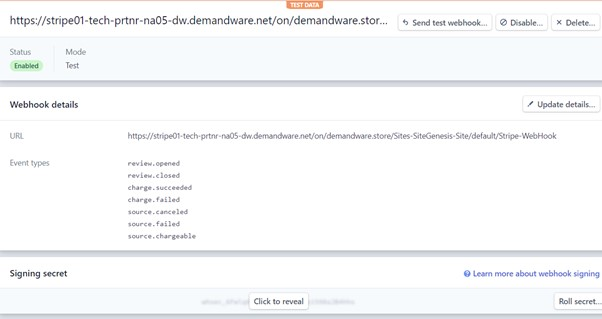 TEST DATA
https://stripe01-tech-prtnr-na05-dw.demandware.net/on/demandware.stor... Send test webhook... Disable... Delete...
Status Mode
Enabled Test
Webhook details Update details...
URL https://stripe01-tech-prtnr-na05-dw.demandware.net/on/demandware.store/Sites-SiteGenesis-Site/default/Stripe-WebHook
Event types review.opened
review.closed
charge.succeeded
charge.failed
source.canceled
source.failed
source.chargeable
Signing secret Learn more about webhook signing
Click to reveal Roll secret...